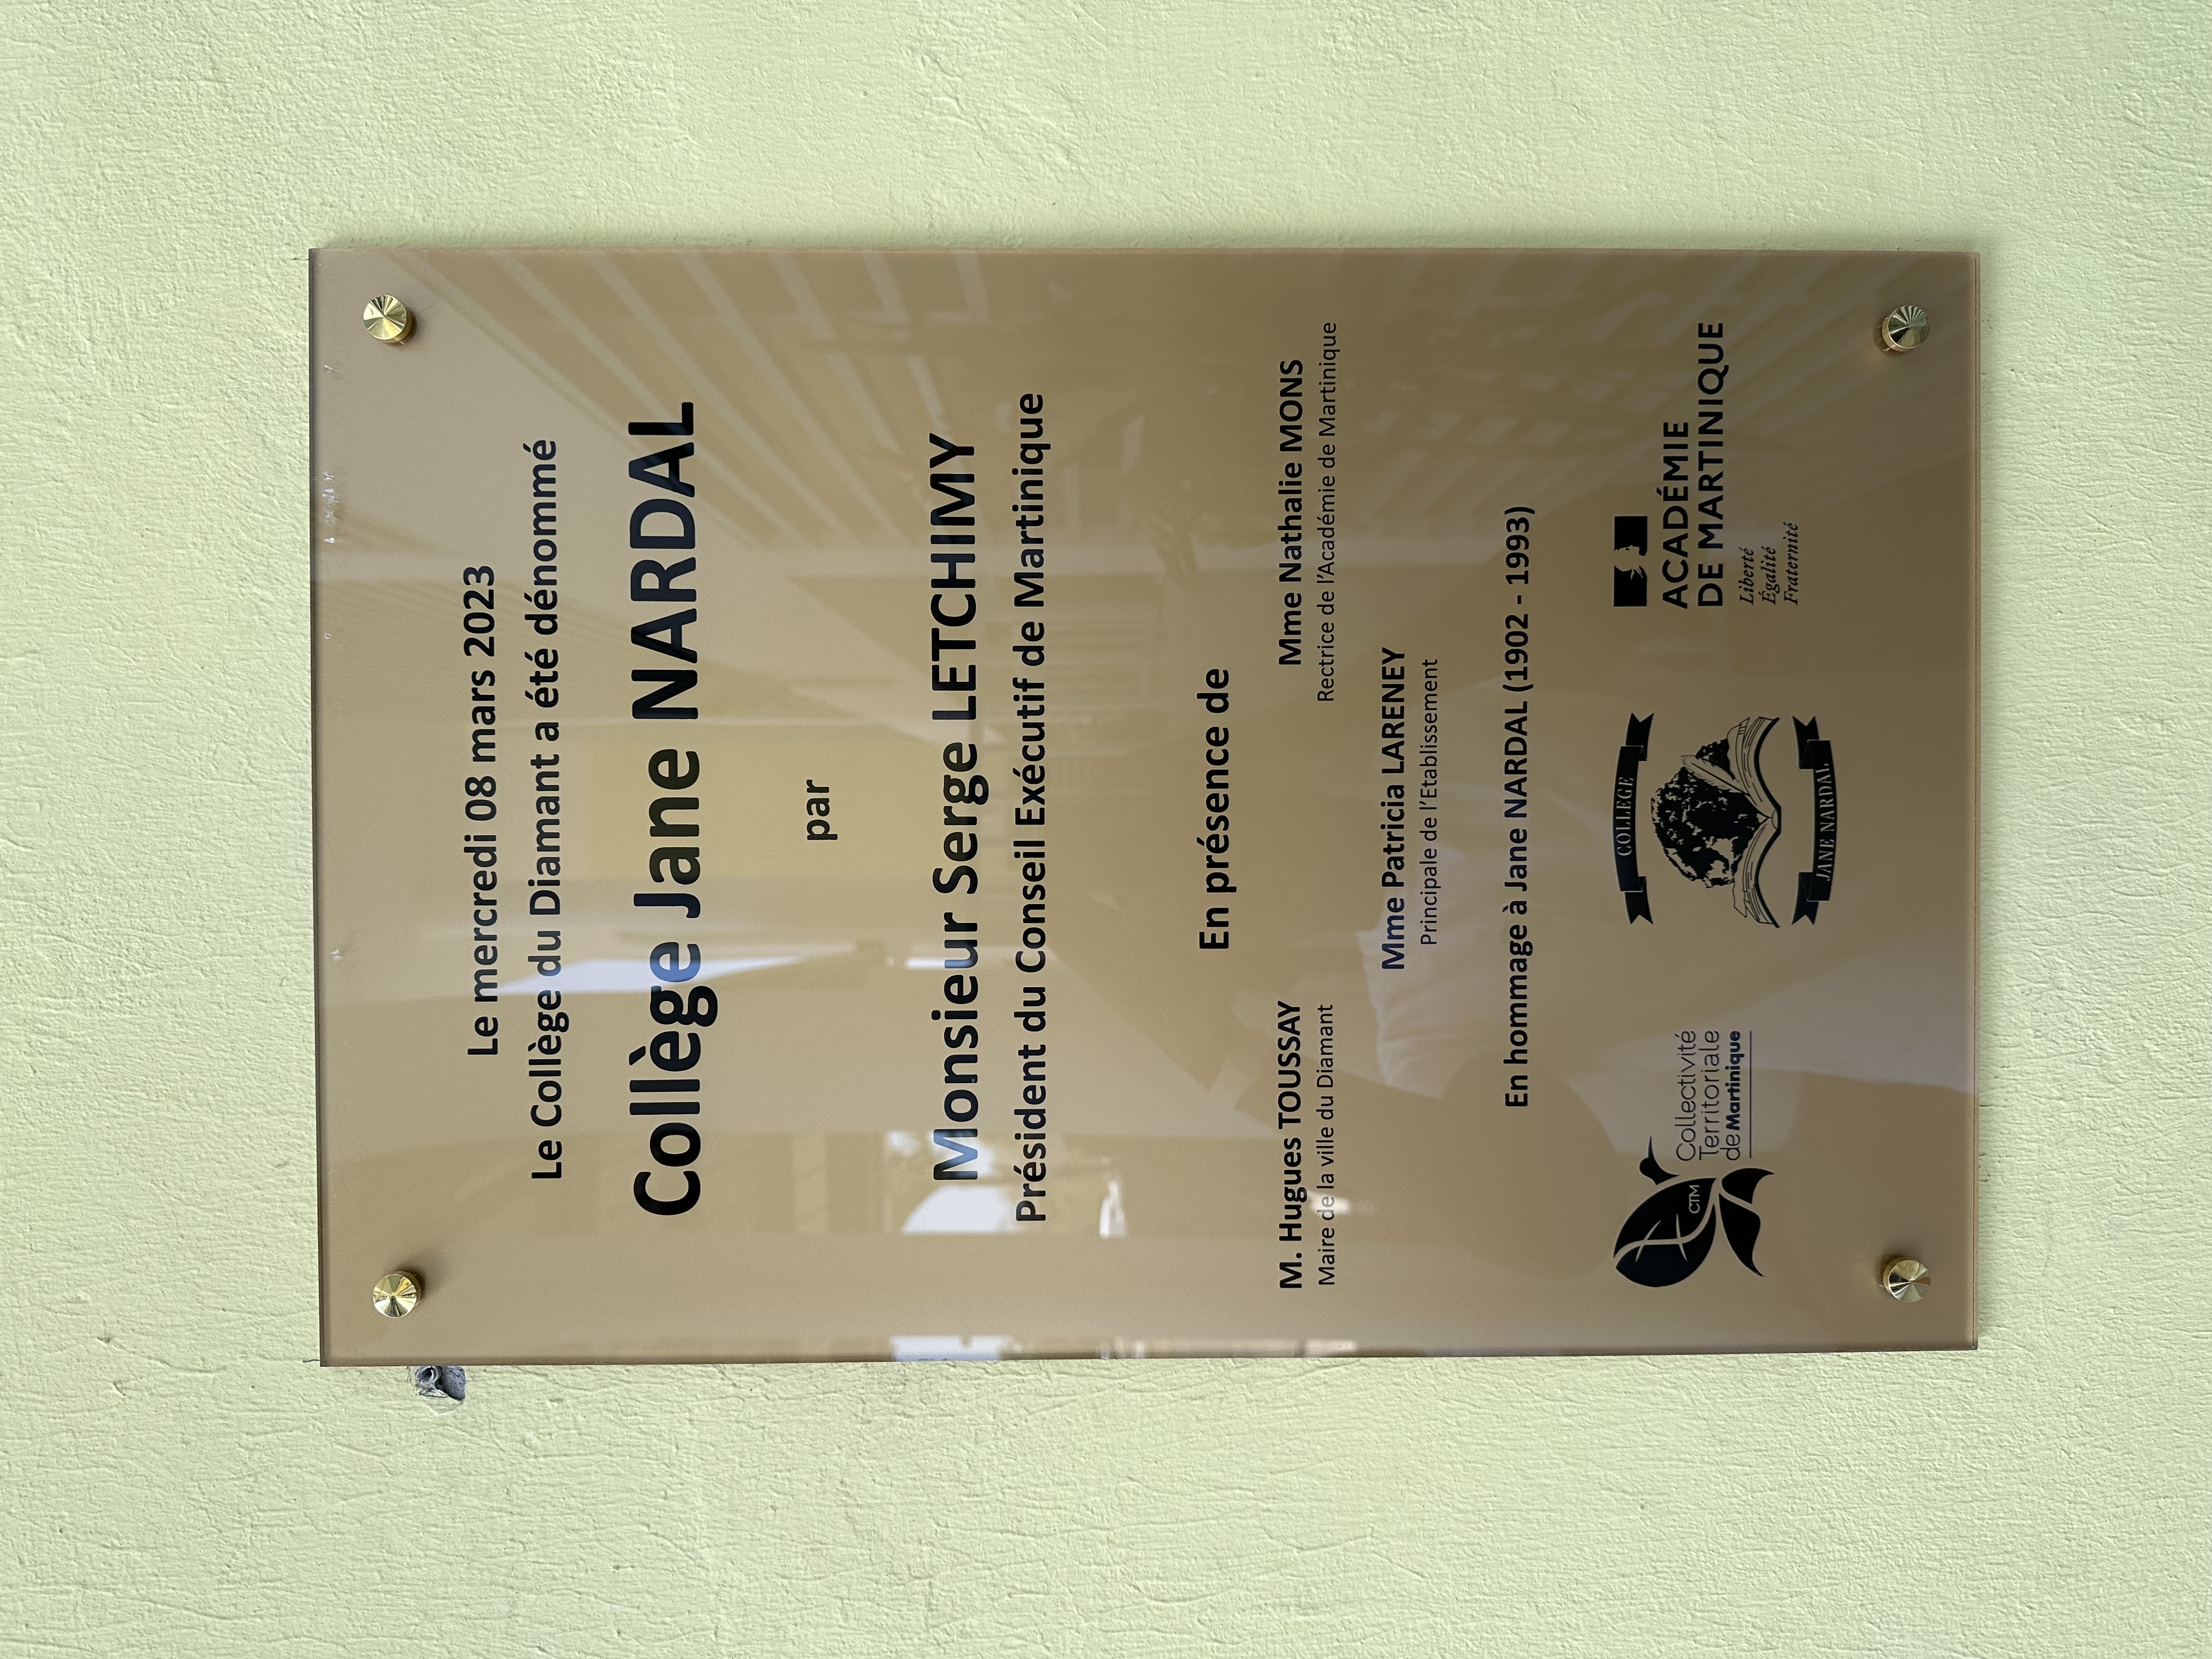 Le mercredi 08 mars 2023
Le Collège du Diamant a été dénommé
Collège Jane NARDAL
par
Monsieur Serge LETCHIMY
Président du Conseil Exécutif de Martinique
En présence de
M. Hugues TOUSSAY
Maire de la ville du Diamant
Mme Nathalie MONS
Rectrice de l'Académie de Martinique
Mme Patricia LARENEY
Principale de l'Etablissement
En hommage à Jane NARDAL (1902 - 1993)
CTM
Collectivité
Territoriale
de Martinique
COLLEGE
JANE NARDAL
ACADÉMIE
DE MARTINIQUE
Liberté
Égalité
Fraternité